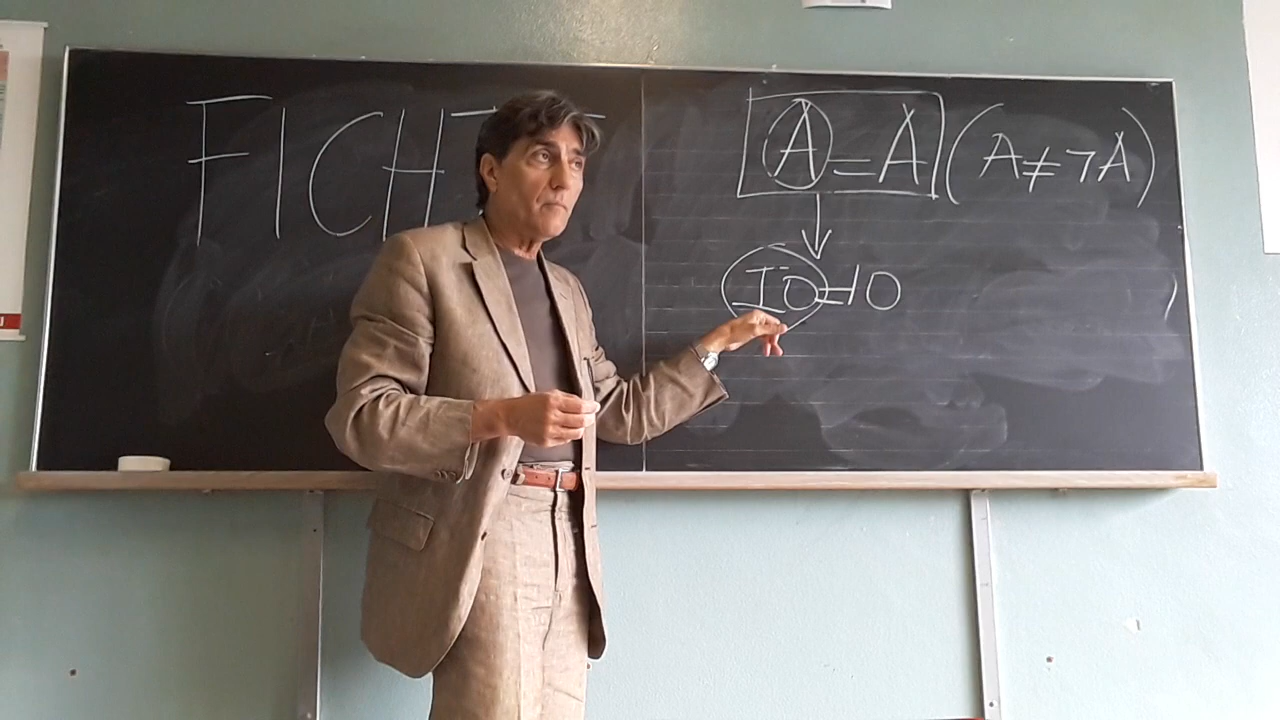 FICHTE
A = A (A ≠ ¬A)
IO = IO